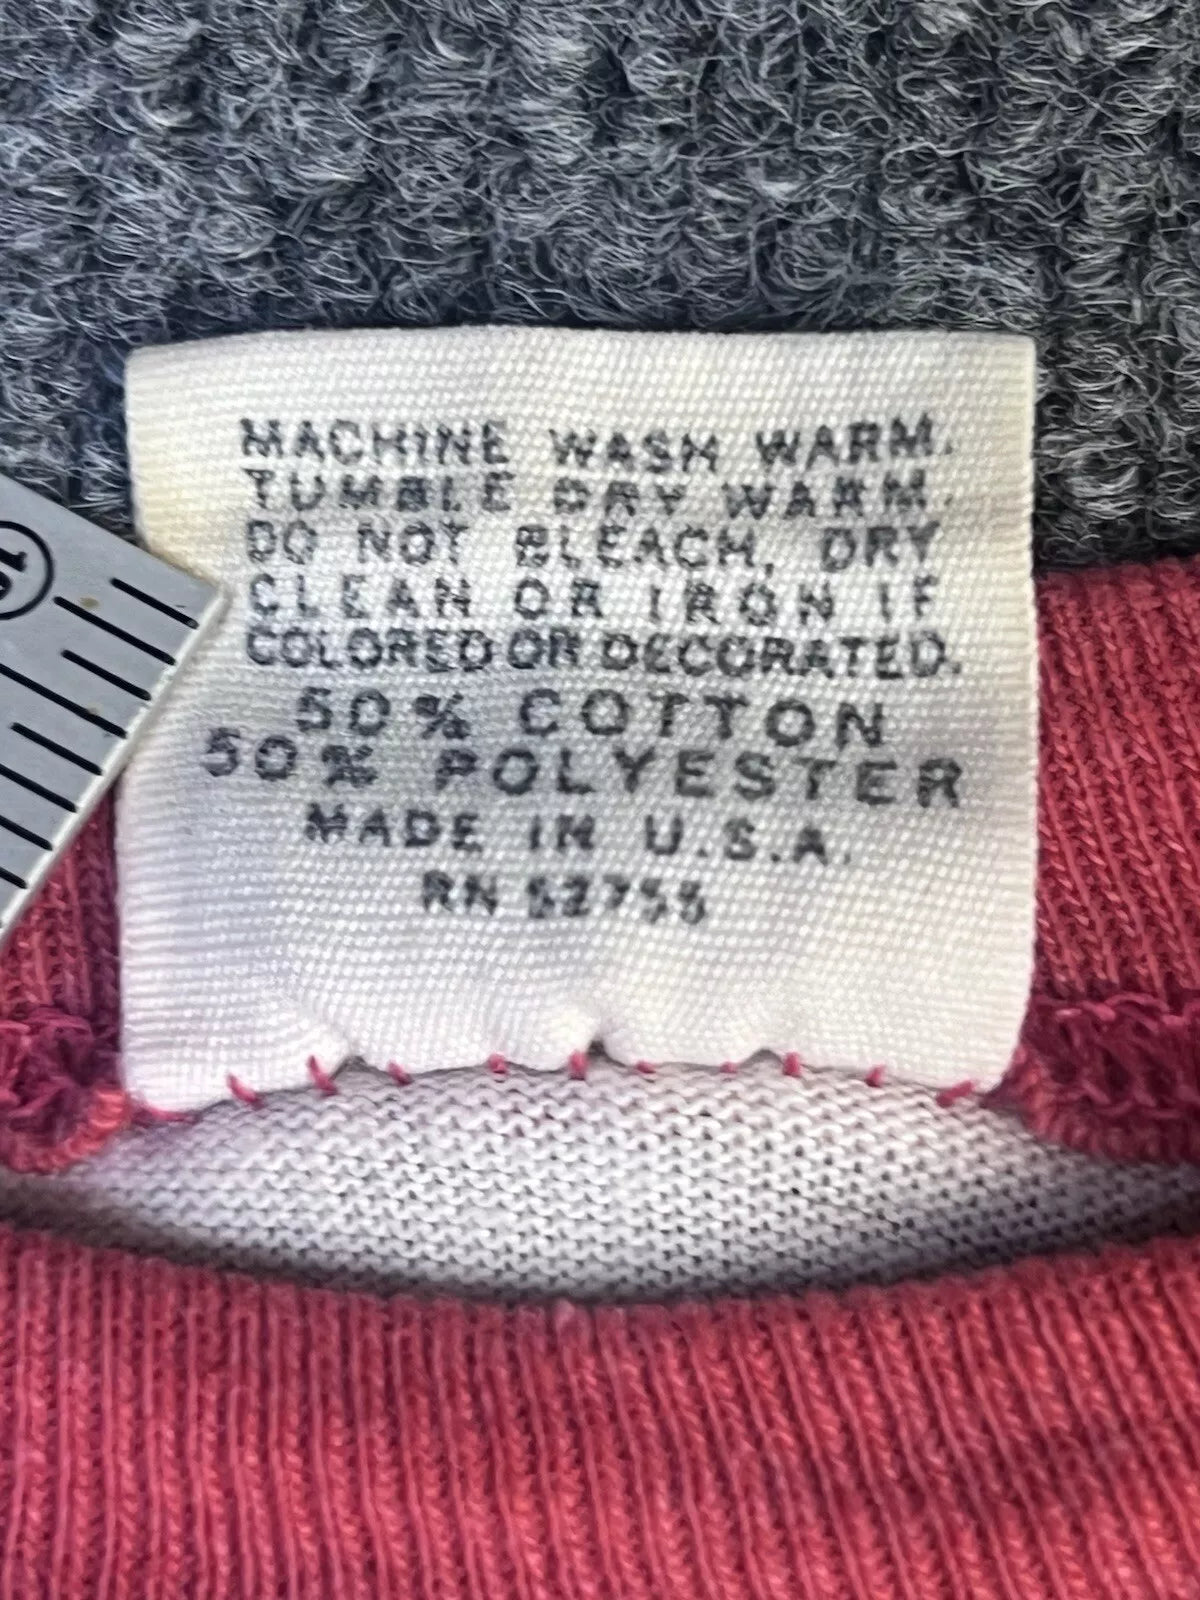 MACHINE WASH WARM.
TUMBLE DRY WARM.
DO NOT BLEACH, DRY
CLEAN OR IRON IF
COLORED OR DECORATED.
50% COTTON
50% POLYESTER
MADE IN U.S.A.
RN 52755